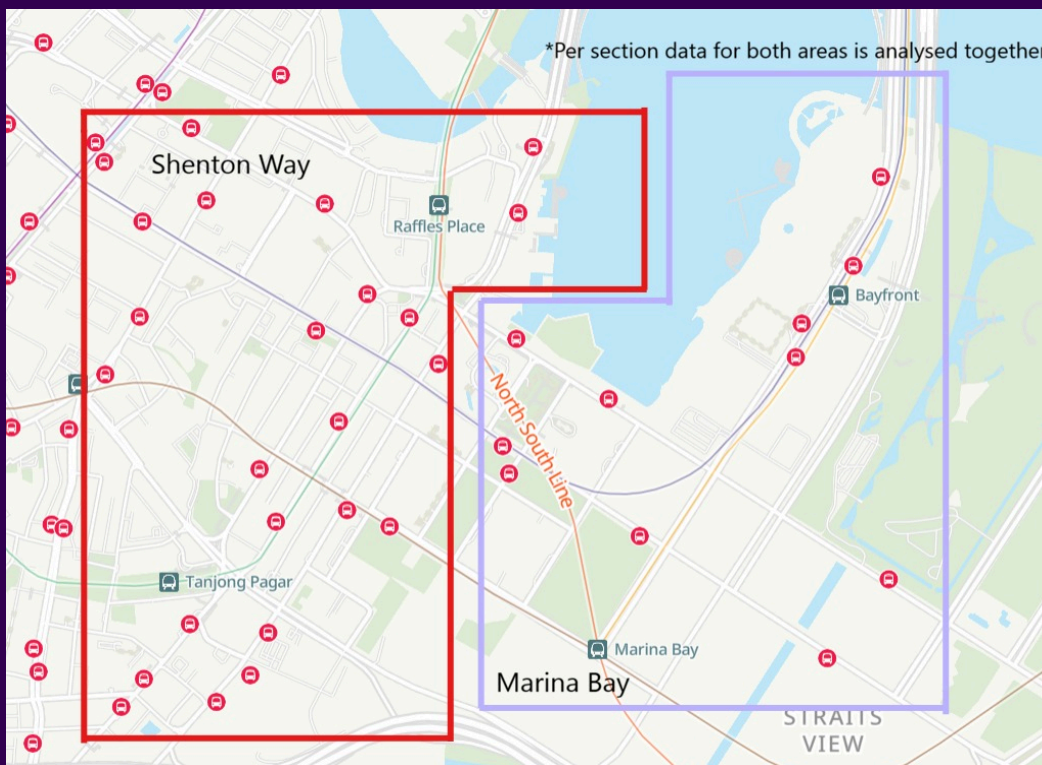 *Per section data for both areas is analysed together
Shenton Way
Raffles Place
Bayfront
North South Line
Tanjong Pagar
Marina Bay
Marina Bay
STRAITS
VIEW